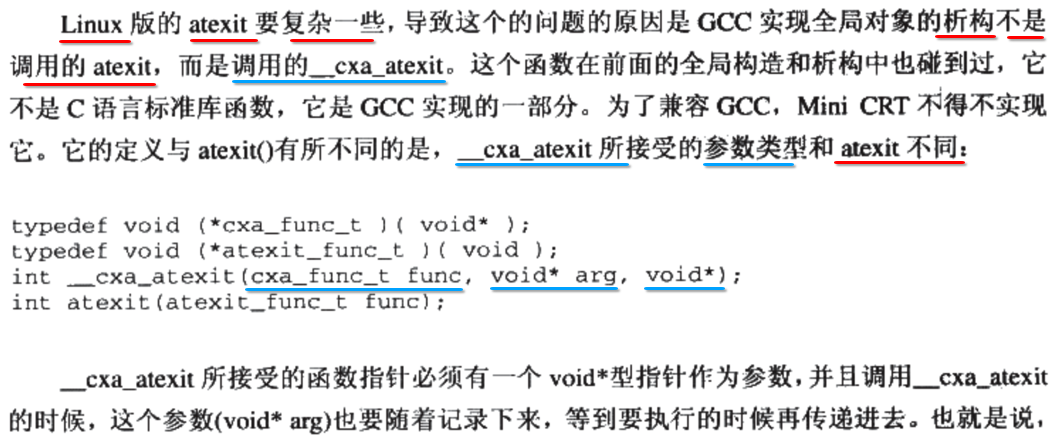 Linux 版的 atexit 要复杂一些，导致这个的问题的原因是 GCC 实现全局对象的析构不是
调用的 atexit，而是调用的__cxa_atexit。这个函数在前面的全局构造和析构中也碰到过，它
不是 C 语言标准库函数，它是 GCC 实现的一部分。为了兼容 GCC，Mini CRT 不得不实现
它。它的定义与 atexit()有所不同的是，__cxa_atexit 所接受的参数类型和 atexit 不同：
typedef void (*cxa_func_t )( void* );
typedef void (*atexit_func_t )( void );
int __cxa_atexit(cxa_func_t func, void* arg, void*);
int atexit(atexit_func_t func);
__cxa_atexit 所接受的函数指针必须有一个 void*型指针作为参数，并且调用__cxa_atexit
的时候，这个参数(void* arg)也要随着记录下来，等到要执行的时候再传递进去。也就是说，